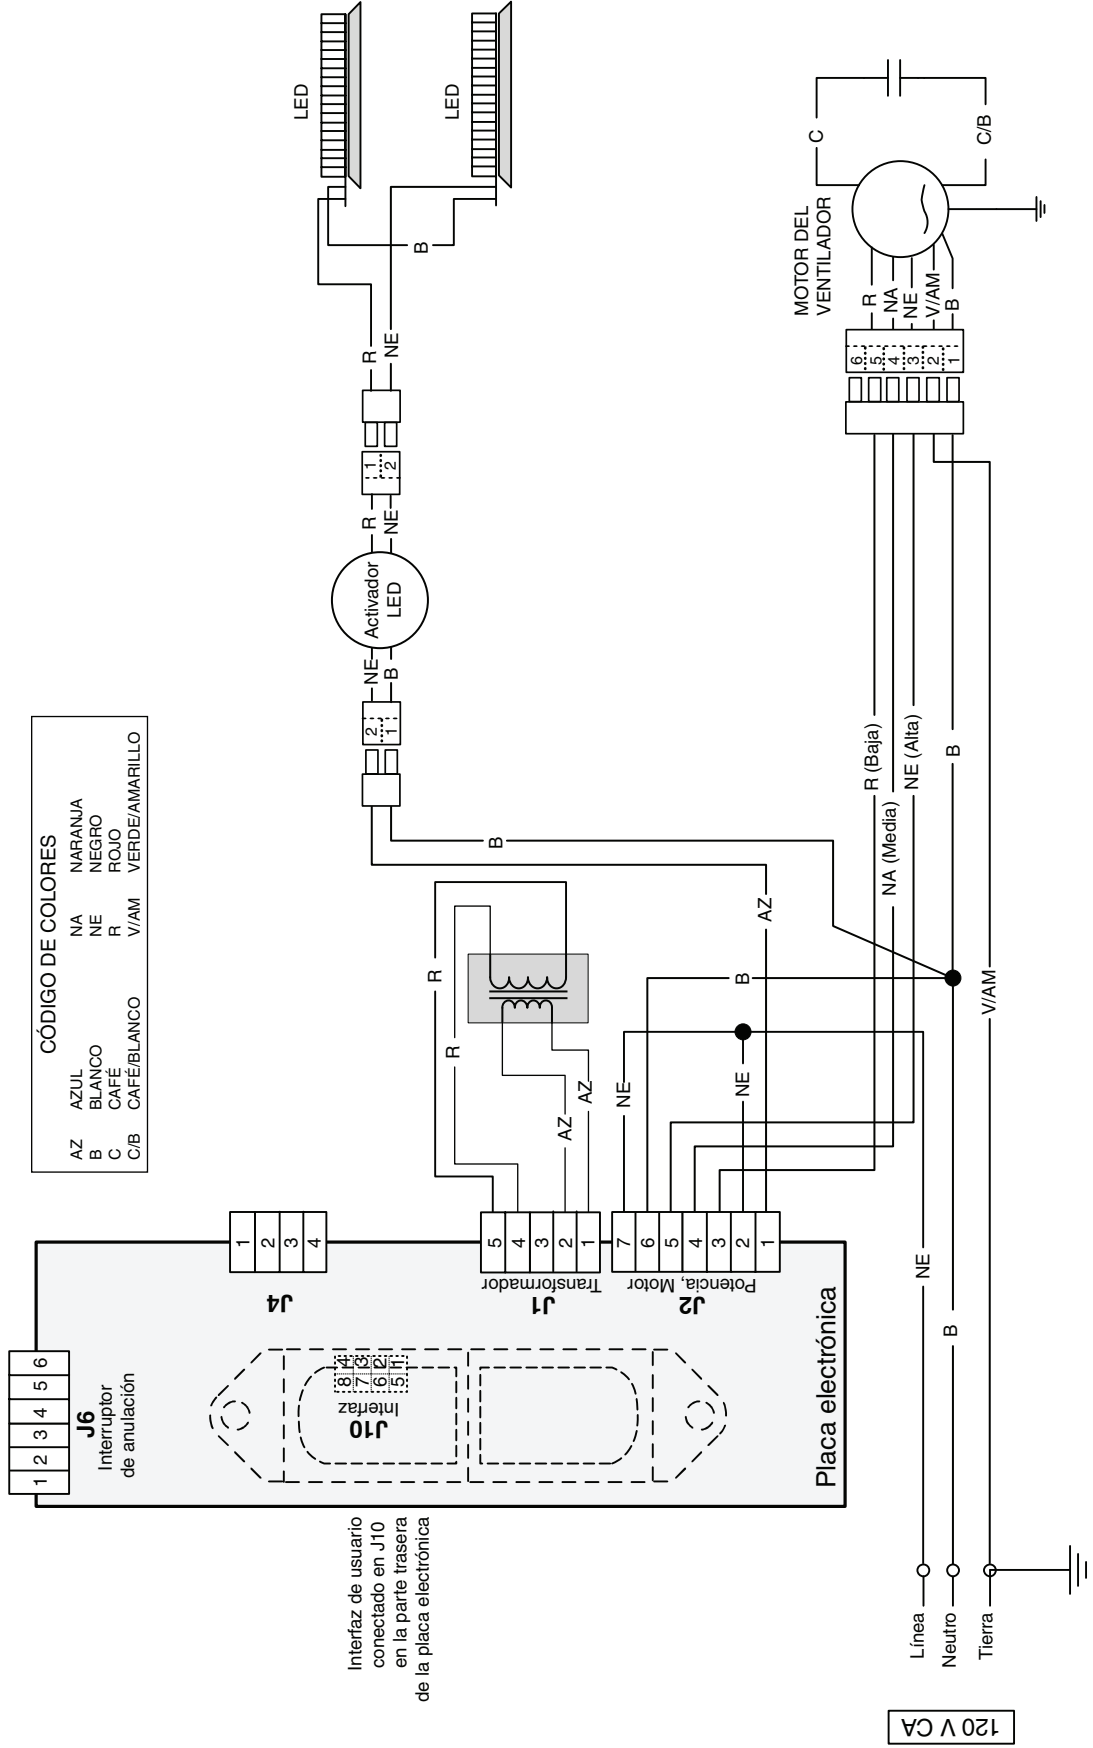 CÓDIGO DE COLORES
AZ AZUL NA NARANJA
B BLANCO NE NEGRO
C CAFÉ R ROJO
C/B CAFÉ/BLANCO V/AM VERDE/AMARILLO
1 2 3 4 5 6
J6
Interruptor
de anulación
J4
1
2
3
4
Interfaz de usuario
conectado en J10
en la parte trasera
de la placa electrónica
J10
Interfaz
8 4
7 3
6 2
5 1
J1
Transformador
5
4
3
2
1
J2
Potencia, Motor
7
6
5
4
3
2
1
Placa electrónica
R
R
AZ
AZ
NE
B
NE
AZ
B
2
1
NE
B
Activador
LED
R
NE
1
2
R
NE
B
LED
LED
R (Baja)
NA (Media)
NE (Alta)
B
V/AM
6
5
4
3
2
1
R
NA
NE
V/AM
B
MOTOR DEL
VENTILADOR
C
C/B
NE
B
Línea
Neutro
Tierra
120 V CA